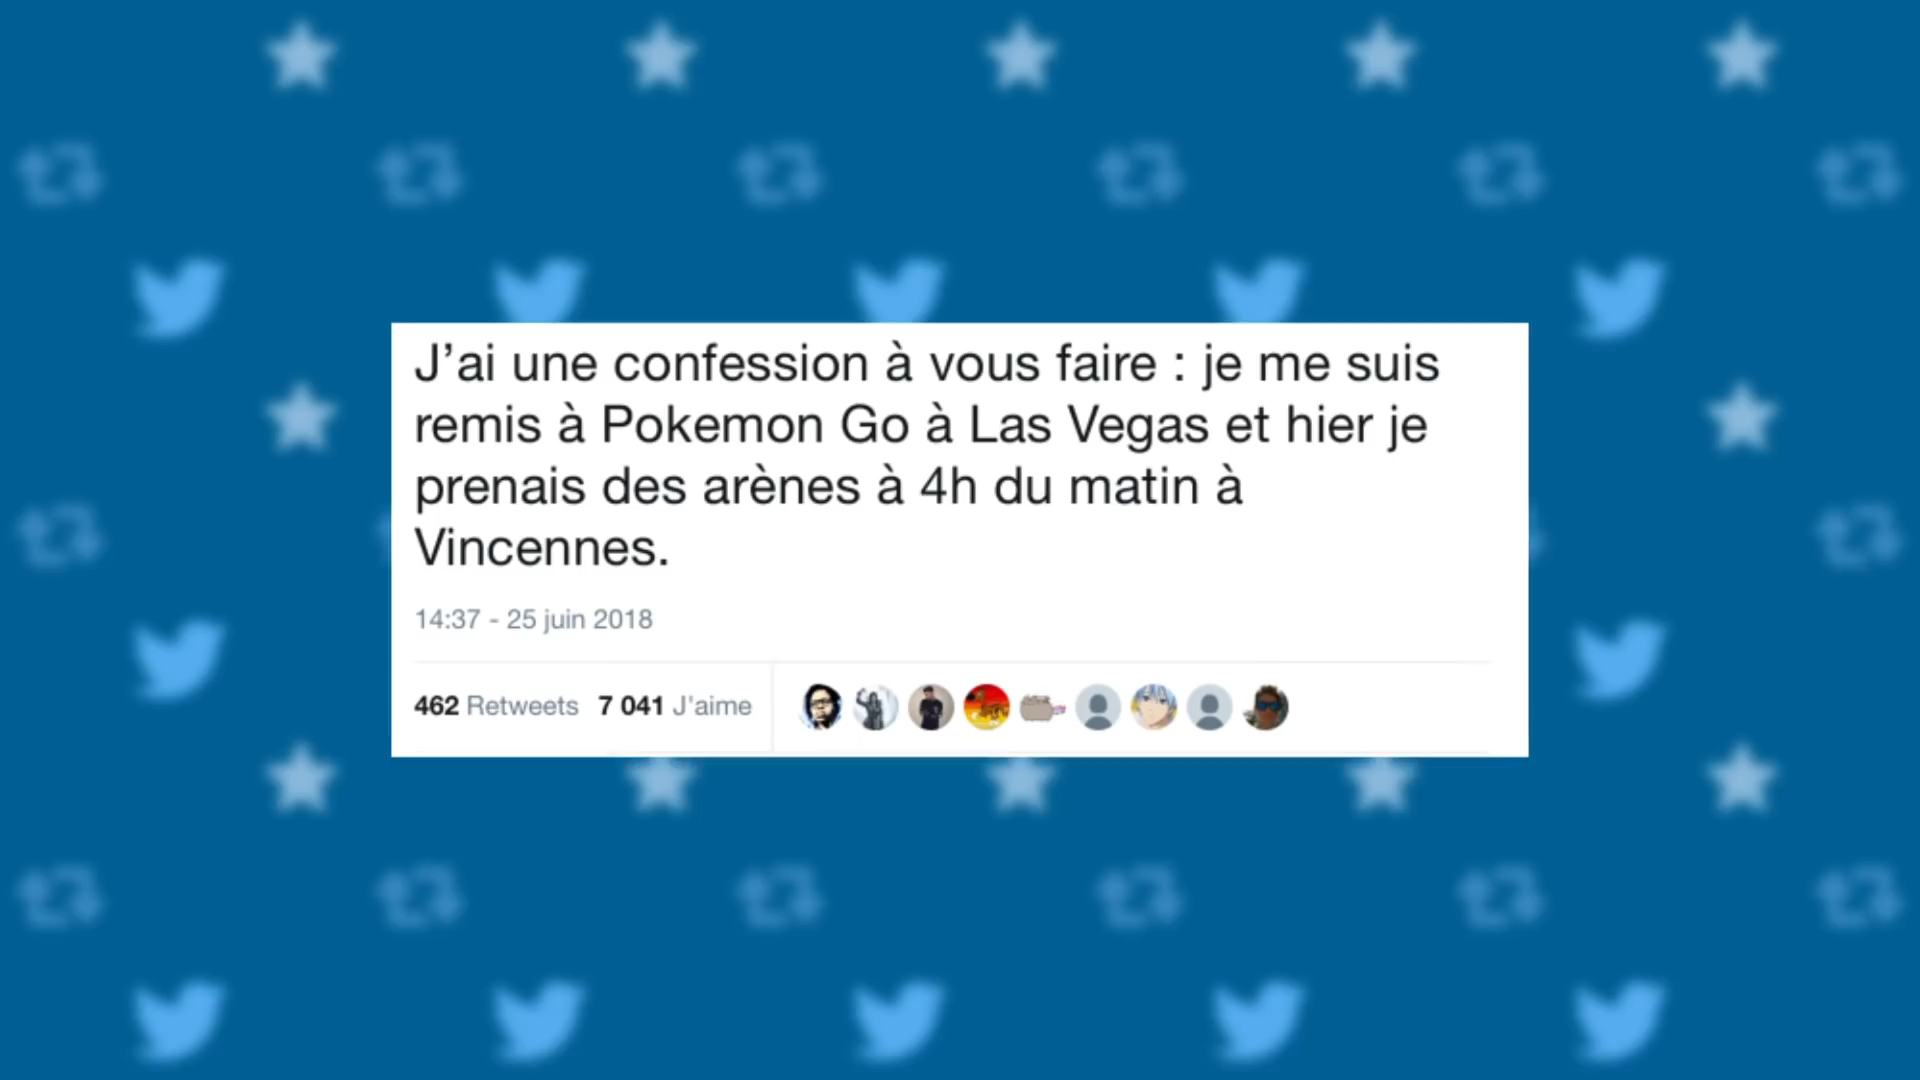 J’ai une confession à vous faire : je me suis
remis à Pokemon Go à Las Vegas et hier je
prenais des arènes à 4h du matin à
Vincennes.
14:37 - 25 juin 2018
462 Retweets 7 041 J'aime